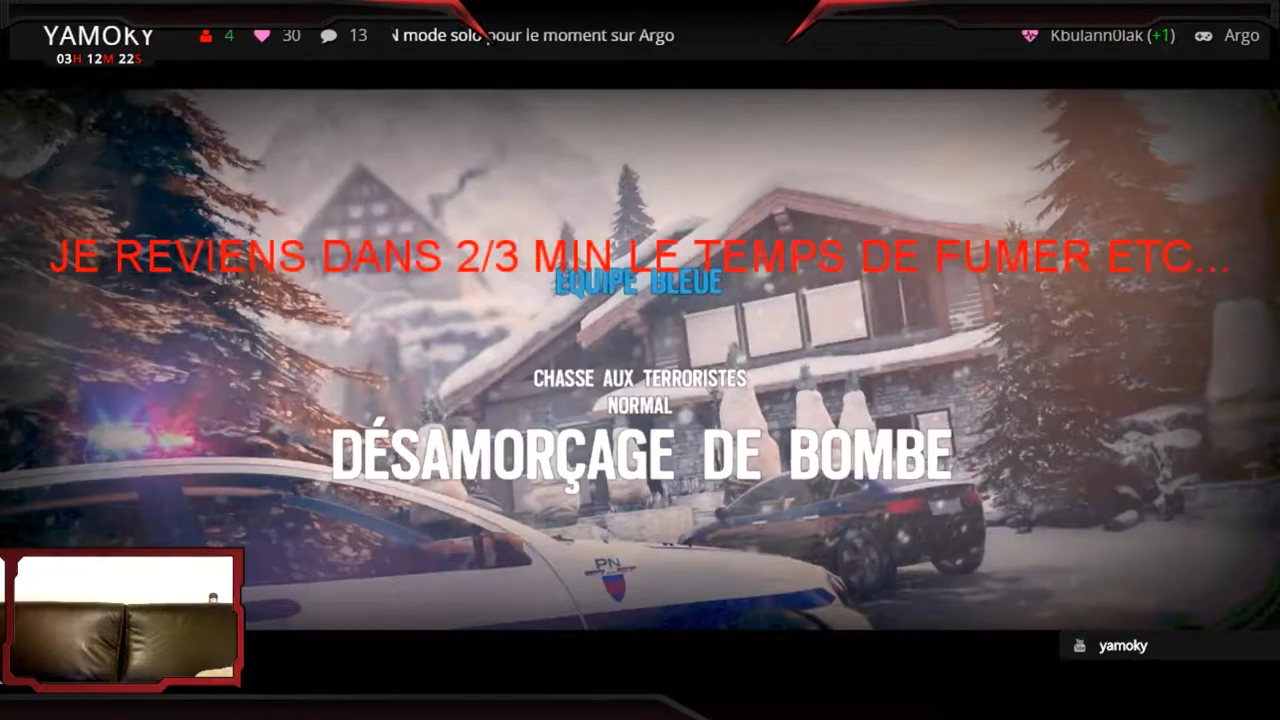 YAMOKY
03H 12M 22S
4
30
13
mode solo pour le moment sur Argo
Kbulann0lak (+1)
Argo
JE REVIENS DANS 2/3 MIN LE TEMPS DE FUMER ETC...
ÉQUIPE BLEUE
CHASSE AUX TERRORISTES
NORMAL
DÉSAMORÇAGE DE BOMBE
PN
yamoky